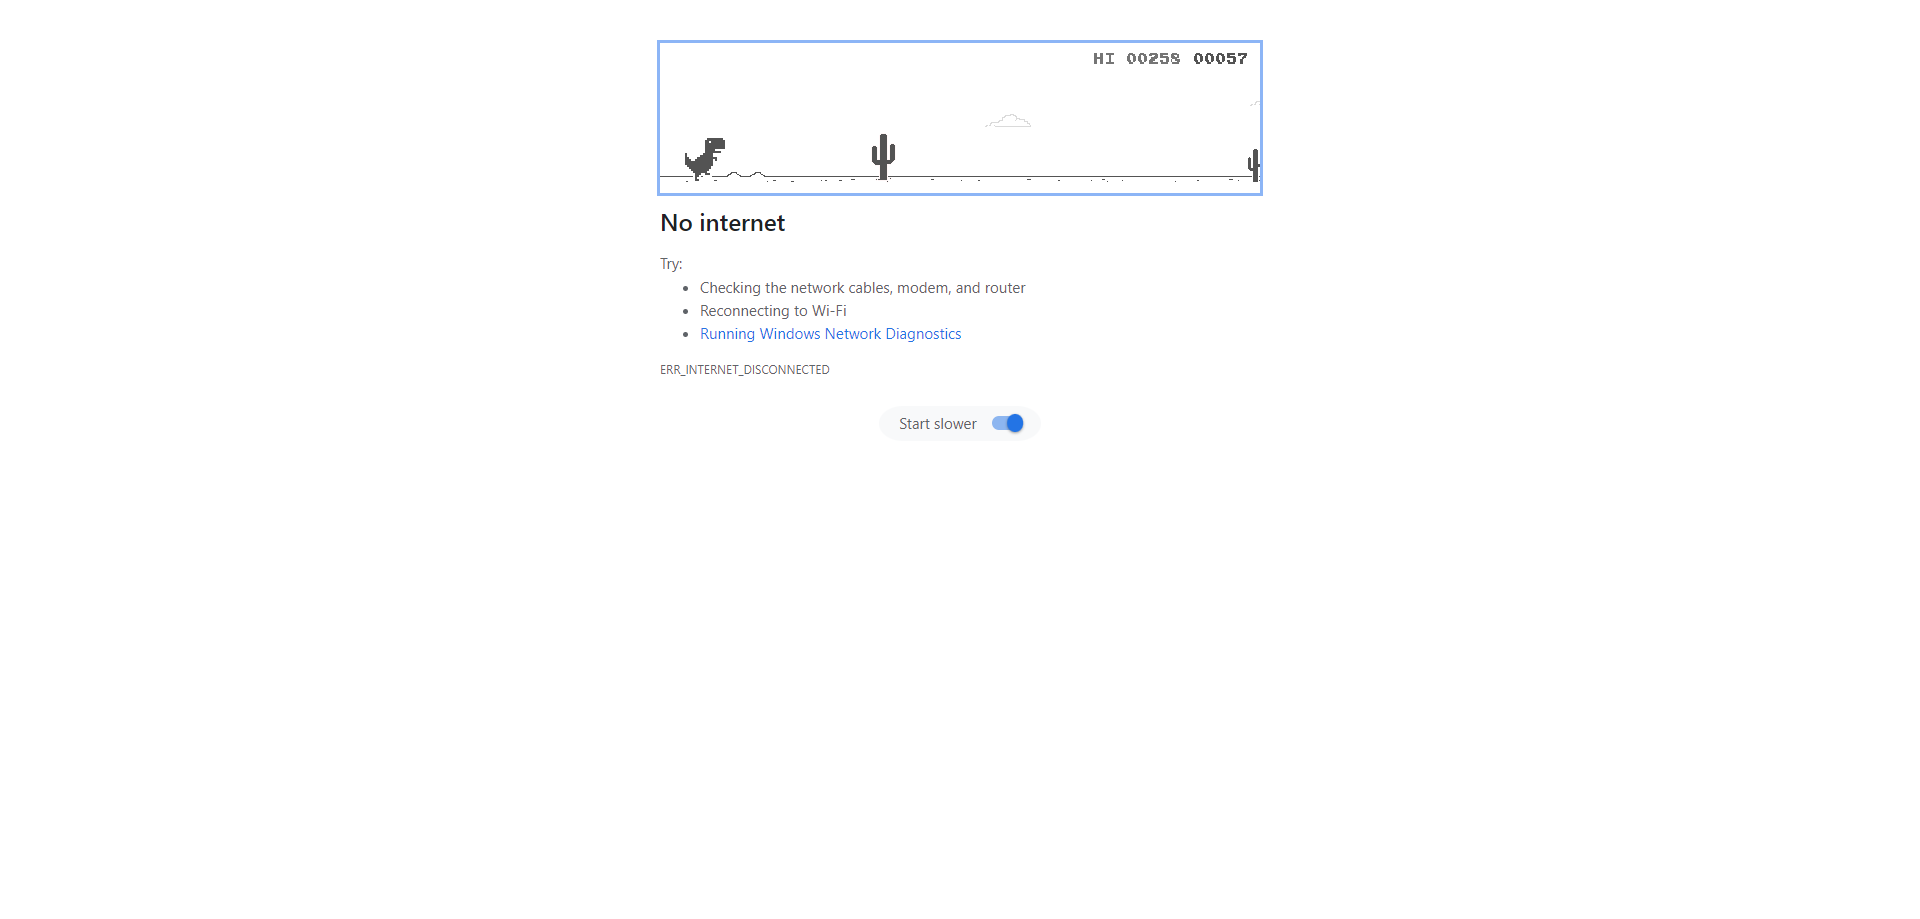 HI 00258 00057
No internet
Try:
Checking the network cables, modem, and router
Reconnecting to Wi-Fi
Running Windows Network Diagnostics
ERR_INTERNET_DISCONNECTED
Start slower